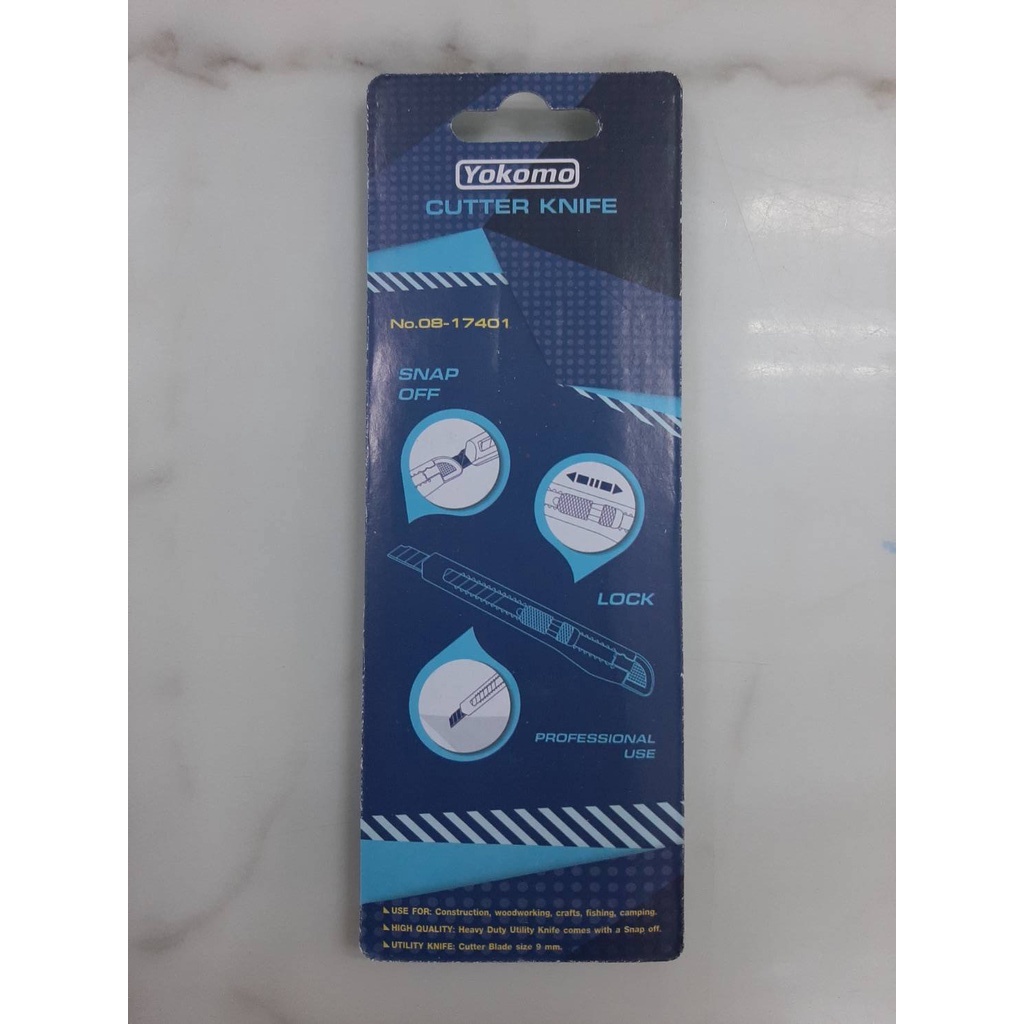 Yokomo
CUTTER KNIFE
No.08-17401
SNAP
OFF
LOCK
PROFESSIONAL
USE
USE FOR: Construction, woodworking, crafts, fishing, camping.
HIGH QUALITY: Heavy Duty Utility Knife comes with a Snap off.
UTILITY KNIFE: Cutter Blade size 9 mm.